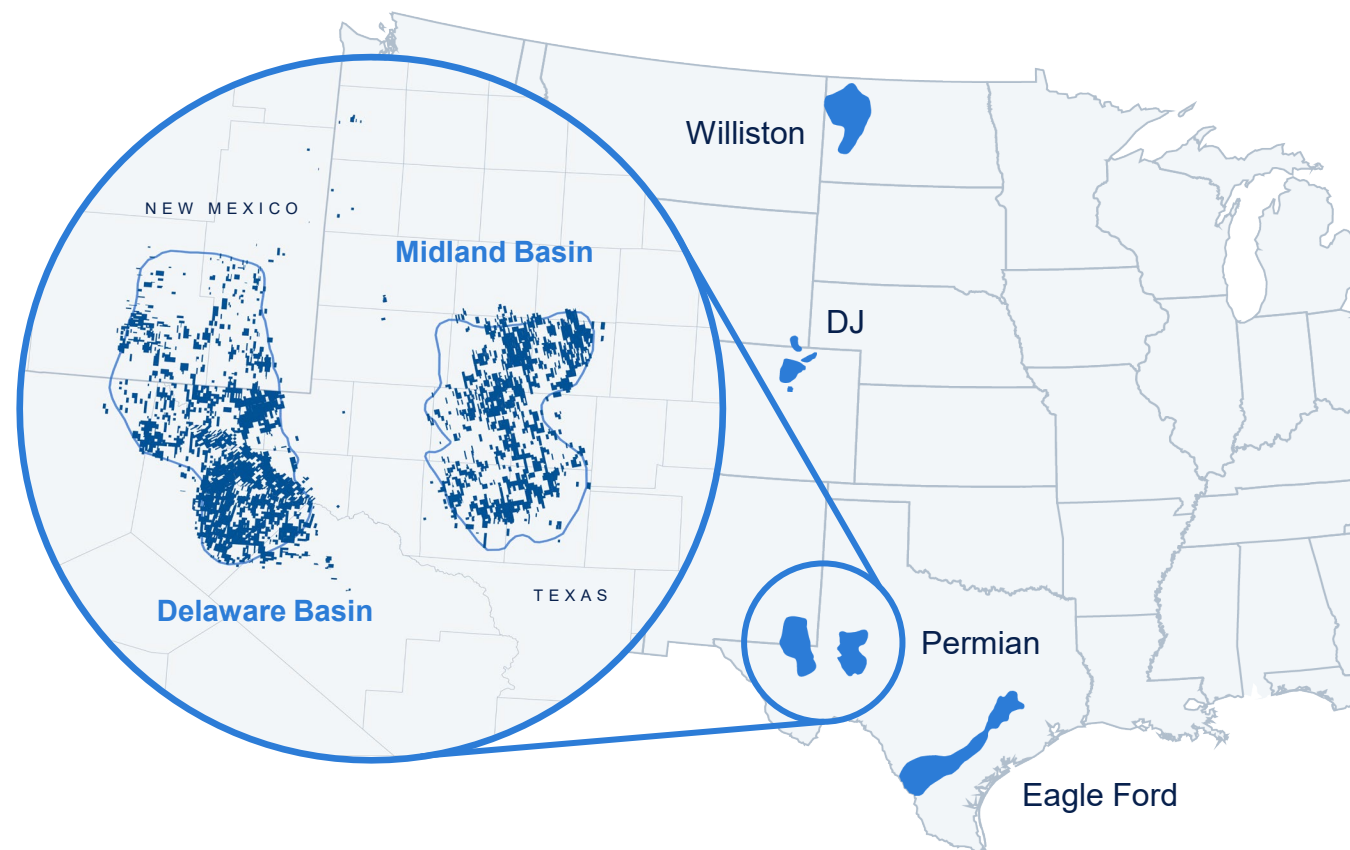 Williston
NEW MEXICO
Midland Basin
DJ
TEXAS
Delaware Basin
Permian
Eagle Ford